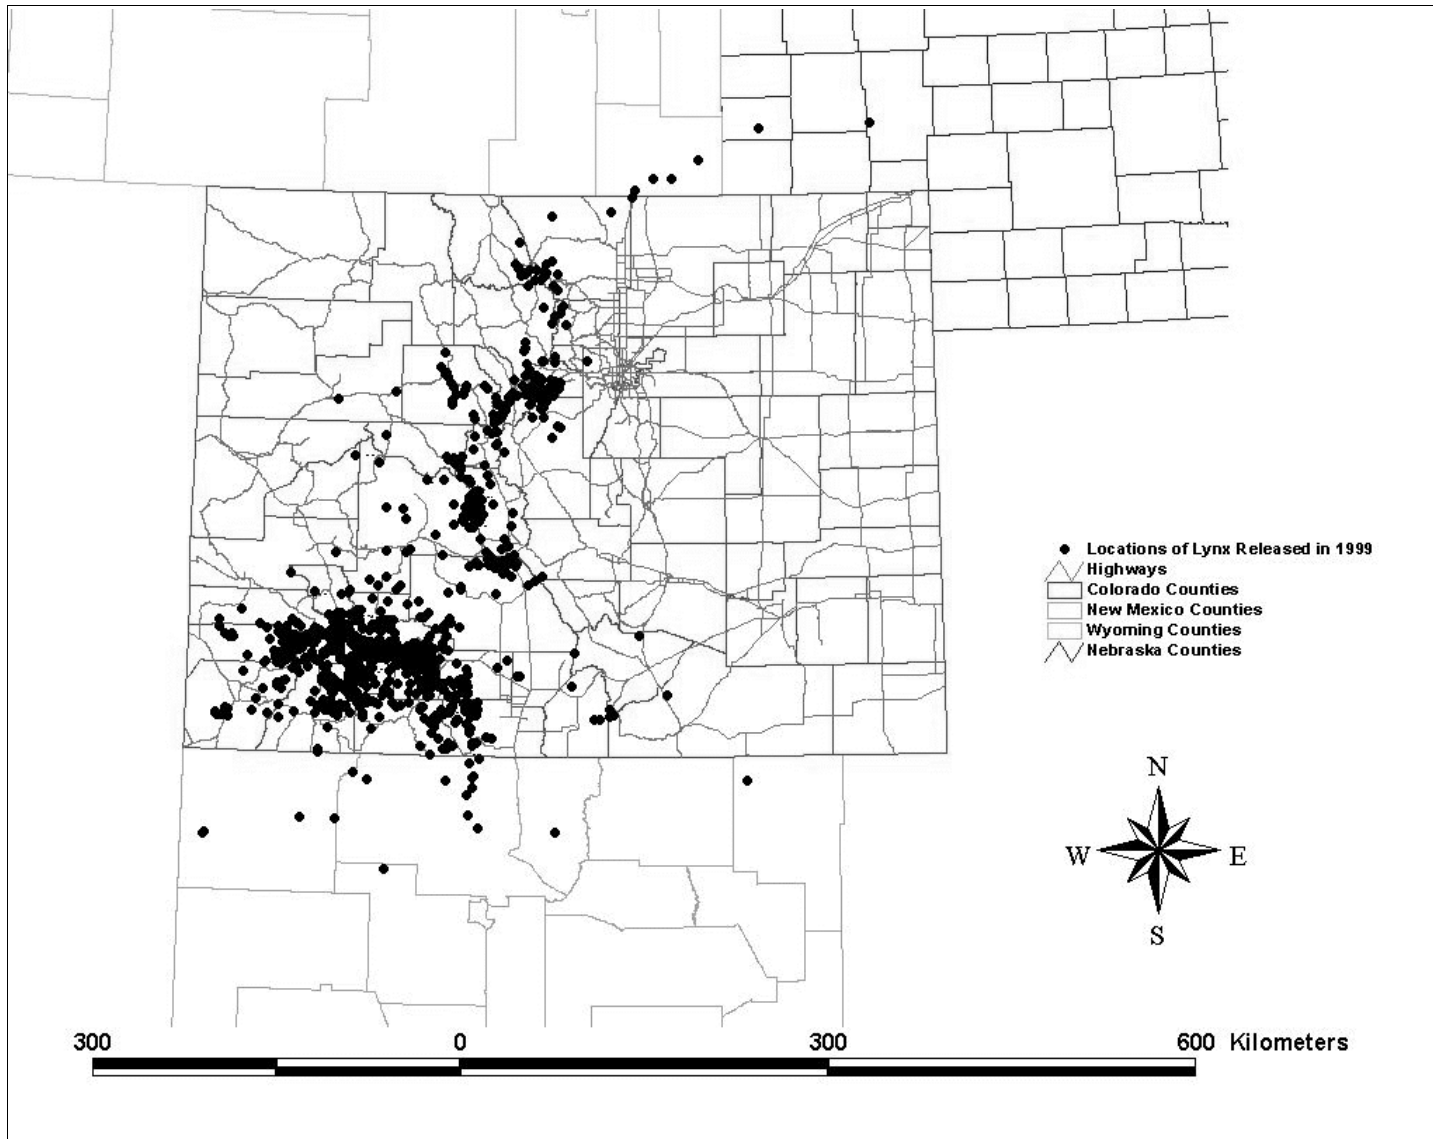 Locations of Lynx Released in 1999
Highways
Colorado Counties
New Mexico Counties
Wyoming Counties
Nebraska Counties
N
W E
S
300 0 300 600 Kilometers